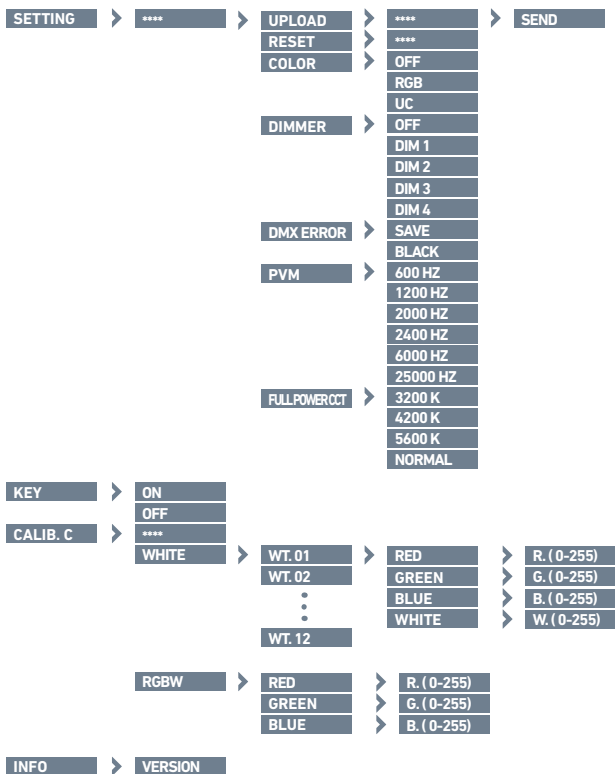 SETTING **** UPLOAD **** SEND
RESET ****
COLOR OFF
RGB
UC
DIMMER OFF
DIM 1
DIM 2
DIM 3
DIM 4
DMX ERROR SAVE
BLACK
PVM 600 HZ
1200 HZ
2000 HZ
2400 HZ
6000 HZ
25000 HZ
FULL POWER CCT 3200 K
4200 K
5600 K
NORMAL
KEY ON
OFF
CALIB. C ****
WHITE WT. 01 RED R. ( 0-255)
WT. 02 GREEN G. ( 0-255)
BLUE B. ( 0-255)
WT. 12 WHITE W. ( 0-255)
RGBW RED R. ( 0-255)
GREEN G. ( 0-255)
BLUE B. ( 0-255)
INFO VERSION